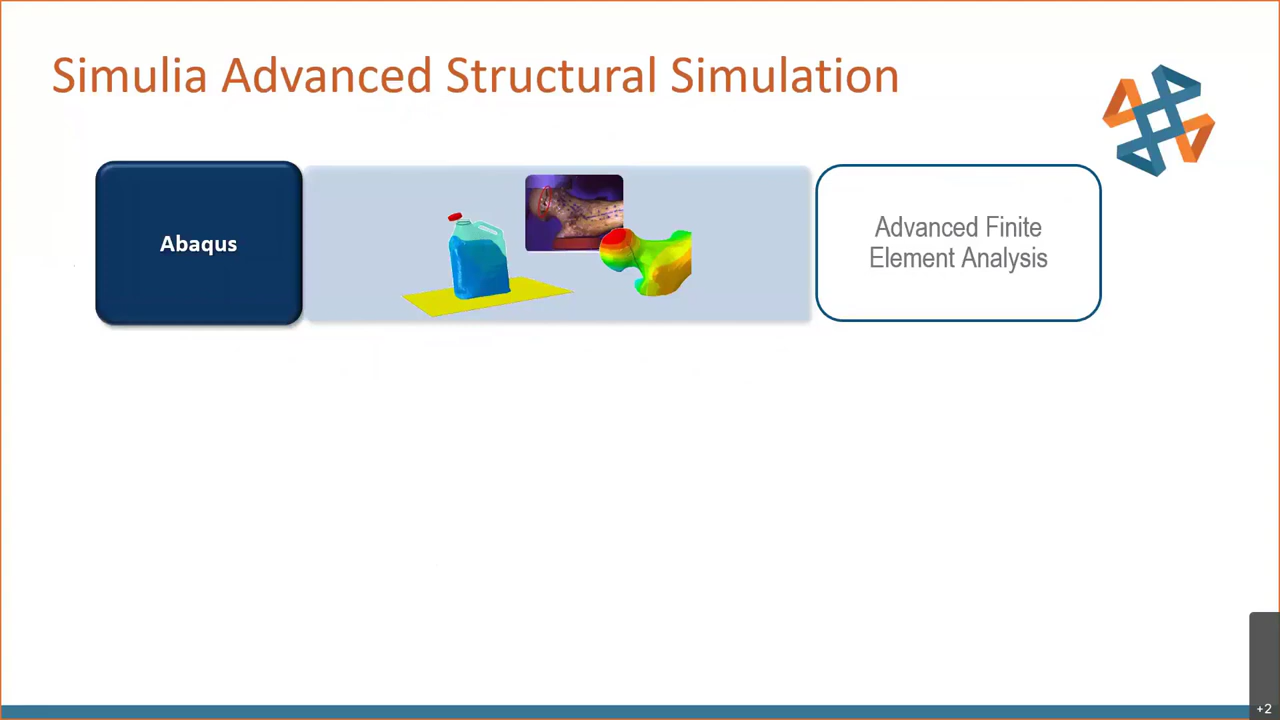 Simulia Advanced Structural Simulation
Abaqus
Advanced Finite
Element Analysis
+2